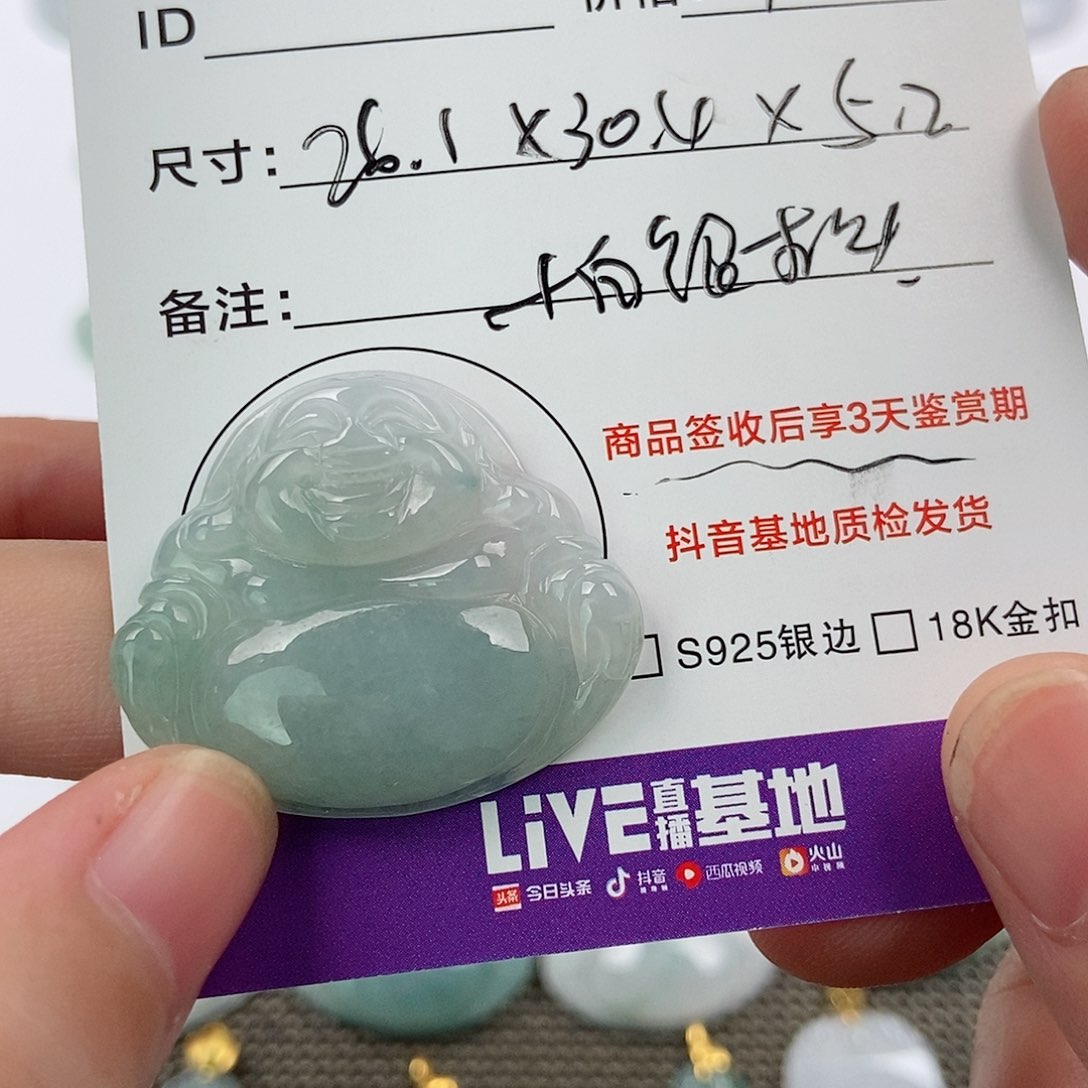 ID
价格:
尺寸: 26.1 × 30.4 × 5.2
备注:
商品签收后享3天鉴赏期
抖音基地质检发货
S925银边 18K金扣
LiVE直播基地
头条 今日头条 抖音 西瓜视频 火山